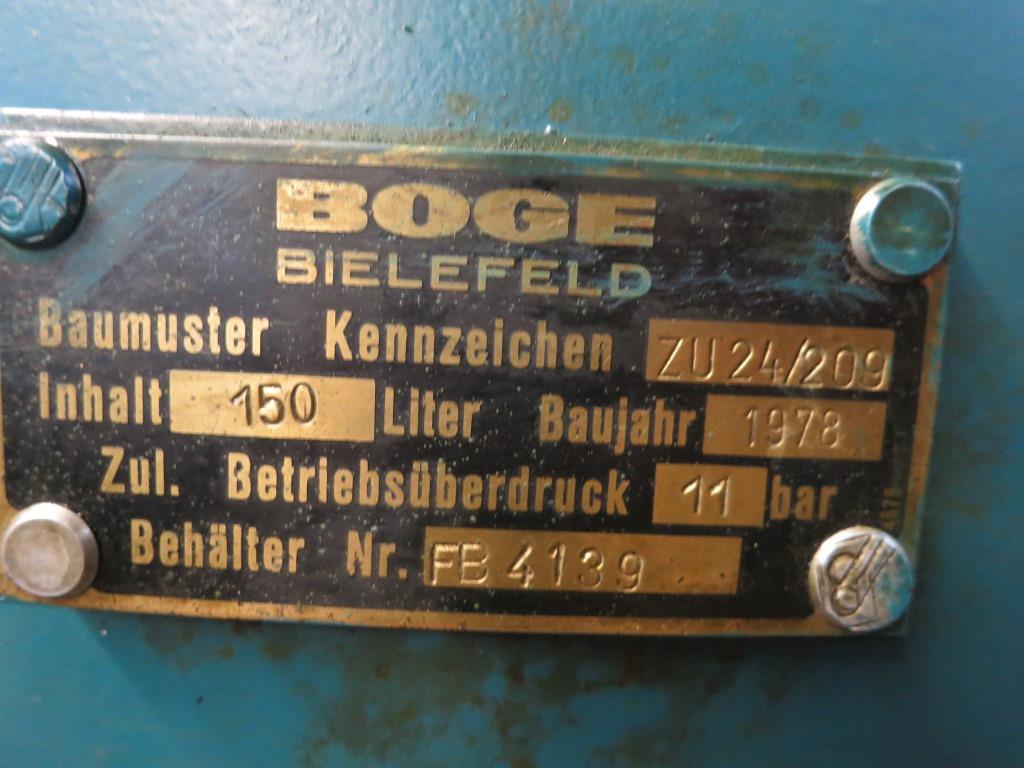 BOGE
BIELEFELD
Baumuster Kennzeichen ZU 24/209
Inhalt 150 Liter Baujahr 1978
Zul. Betriebsüberdruck 11 bar
Behälter Nr. FB 4139